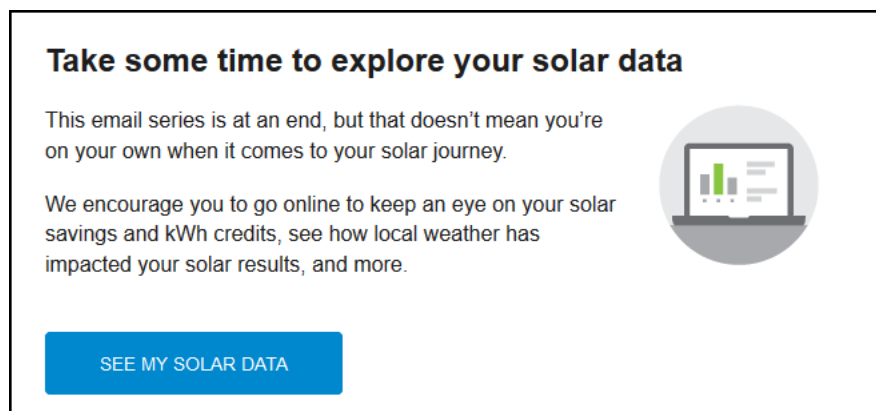 Take some time to explore your solar data
This email series is at an end, but that doesn’t mean you’re
on your own when it comes to your solar journey.
We encourage you to go online to keep an eye on your solar
savings and kWh credits, see how local weather has
impacted your solar results, and more.
SEE MY SOLAR DATA